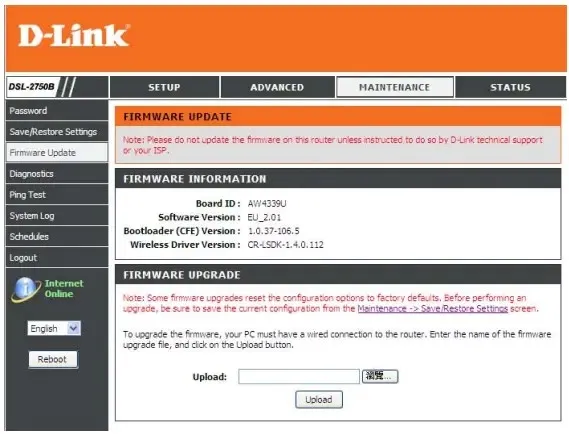 D-Link
DSL-2750B
SETUP
ADVANCED
MAINTENANCE
STATUS
Password
Save/Restore Settings
Firmware Update
Diagnostics
Ping Test
System Log
Schedules
Logout
Internet
Online
English
Reboot
FIRMWARE UPDATE
Note: Please do not update the firmware on this router unless instructed to do so by D-Link technical support
or your ISP.
FIRMWARE INFORMATION
Board ID : AW4339U
Software Version : EU_2.01
Bootloader (CFE) Version : 1.0.37-106.5
Wireless Driver Version : CR-LSDK-1.4.0.112
FIRMWARE UPGRADE
Note: Some firmware upgrades reset the configuration options to factory defaults. Before performing an
upgrade, be sure to save the current configuration from the Maintenance -> Save/Restore Settings screen.
To upgrade the firmware, your PC must have a wired connection to the router. Enter the name of the firmware
upgrade file, and click on the Upload button.
Upload:
瀏覽...
Upload